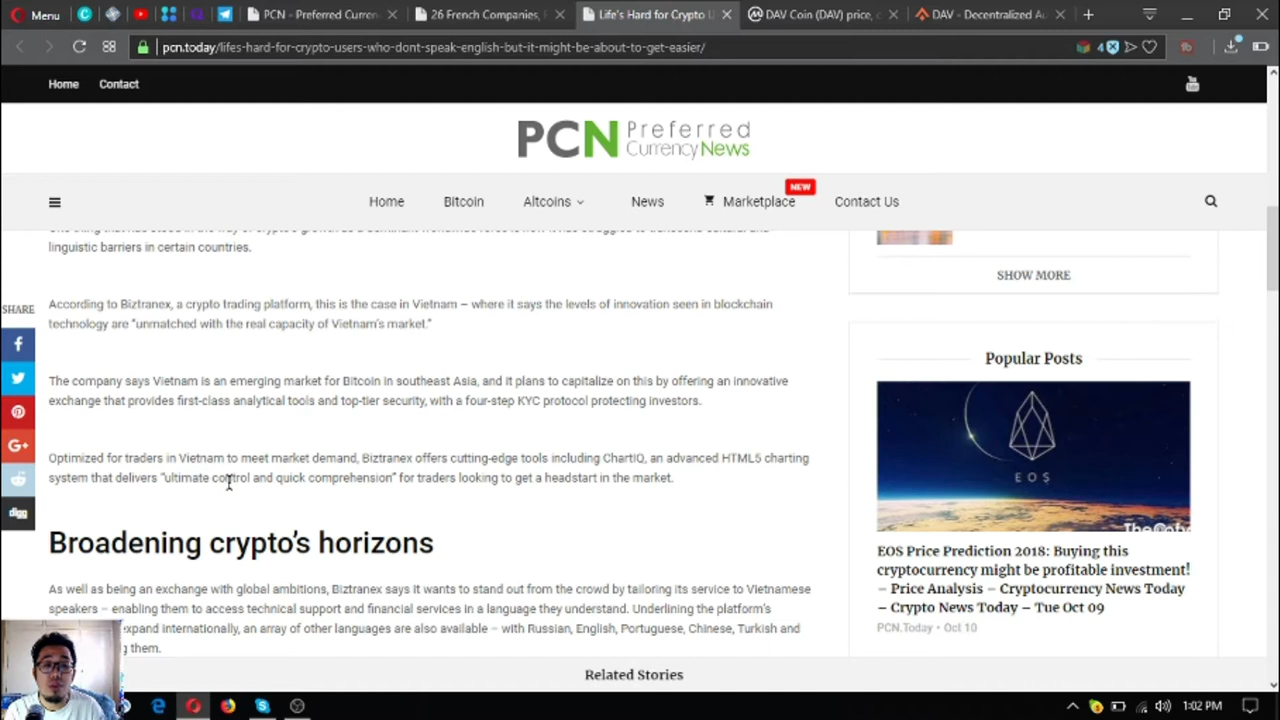 Menu
PCN - Preferred Curren
26 French Companies,
Life's Hard for Crypto U
DAV Coin (DAV) price, c
DAV - Decentralized Au
pcn.today/lifes-hard-for-crypto-users-who-dont-speak-english-but-it-might-be-about-to-get-easier/
4
Home Contact
PCN Preferred
CurrencyNews
NEW
Home Bitcoin Altcoins News Marketplace Contact Us
linguistic barriers in certain countries.
SHOW MORE
According to Biztranex, a crypto trading platform, this is the case in Vietnam – where it says the levels of innovation seen in blockchain
technology are “unmatched with the real capacity of Vietnam’s market.”
SHARE
The company says Vietnam is an emerging market for Bitcoin in southeast Asia, and it plans to capitalize on this by offering an innovative
exchange that provides first-class analytical tools and top-tier security, with a four-step KYC protocol protecting investors.
Optimized for traders in Vietnam to meet market demand, Biztranex offers cutting-edge tools including ChartIQ, an advanced HTML5 charting
system that delivers “ultimate control and quick comprehension” for traders looking to get a headstart in the market.
digg
Broadening crypto’s horizons
As well as being an exchange with global ambitions, Biztranex says it wants to stand out from the crowd by tailoring its service to Vietnamese
speakers – enabling them to access technical support and financial services in a language they understand. Underlining the platform’s
expand internationally, an array of other languages are also available – with Russian, English, Portuguese, Chinese, Turkish and
them.
Popular Posts
EOS
EOS Price Prediction 2018: Buying this
cryptocurrency might be profitable investment!
– Price Analysis – Cryptocurrency News Today
– Crypto News Today – Tue Oct 09
PCN.Today • Oct 10
Related Stories
1:02 PM